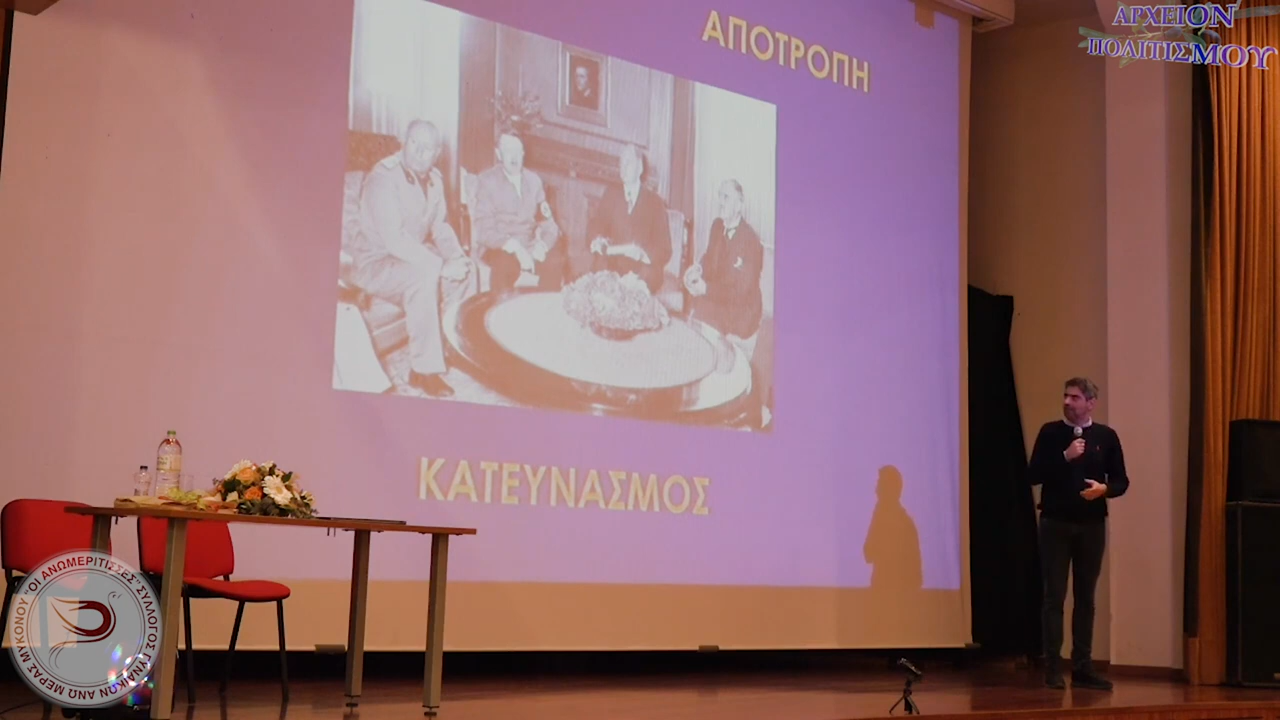 ΑΠΟΤΡΟΠΗ
ΑΡΧΕΙΟΝ
ΠΟΛΙΤΙΣΜΟΥ
ΚΑΤΕΥΝΑΣΜΟΣ
"ΟΙ ΑΝΩΜΕΡΙΤΙΣΣΕΣ" ΣΥΛΛΟΓΟΣ ΓΥΝΑΙΚΩΝ ΑΝΩ ΜΕΡΑΣ ΜΥΚΟΝΟΥ